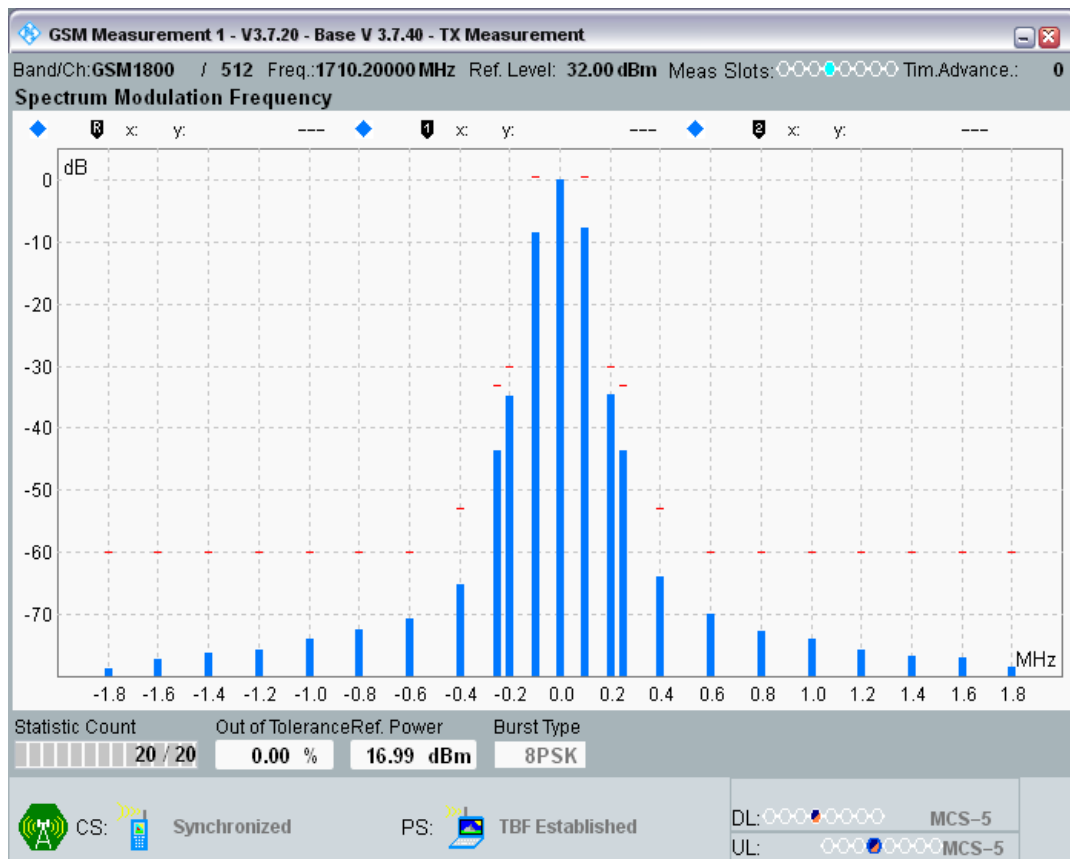 GSM Measurement 1 - V3.7.20 - Base V 3.7.40 - TX Measurement
Band/Ch:GSM1800 / 512 Freq.:1710.20000 MHz Ref. Level: 32.00 dBm Meas Slots: Tim.Advance.: 0
Spectrum Modulation Frequency
R x: y: --- 1 x: y: --- 2 x: y: ---
dB
0
-10
-20
-30
-40
-50
-60
-70
MHz
-1.8 -1.6 -1.4 -1.2 -1.0 -0.8 -0.6 -0.4 -0.2 0.0 0.2 0.4 0.6 0.8 1.0 1.2 1.4 1.6 1.8
Statistic Count Out of Tolerance Ref. Power Burst Type
20 / 20 0.00 % 16.99 dBm 8PSK
CS: Synchronized PS: TBF Established
DL: MCS-5
UL: MCS-5